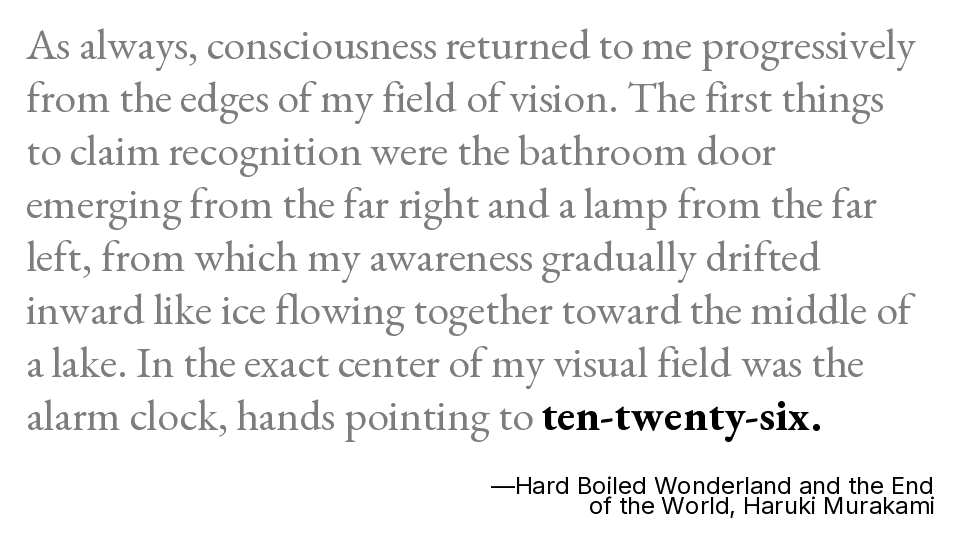 As always, consciousness returned to me progressively
from the edges of my field of vision. The first things
to claim recognition were the bathroom door
emerging from the far right and a lamp from the far
left, from which my awareness gradually drifted
inward like ice flowing together toward the middle of
a lake. In the exact center of my visual field was the
alarm clock, hands pointing to ten-twenty-six.
—Hard Boiled Wonderland and the End
of the World, Haruki Murakami